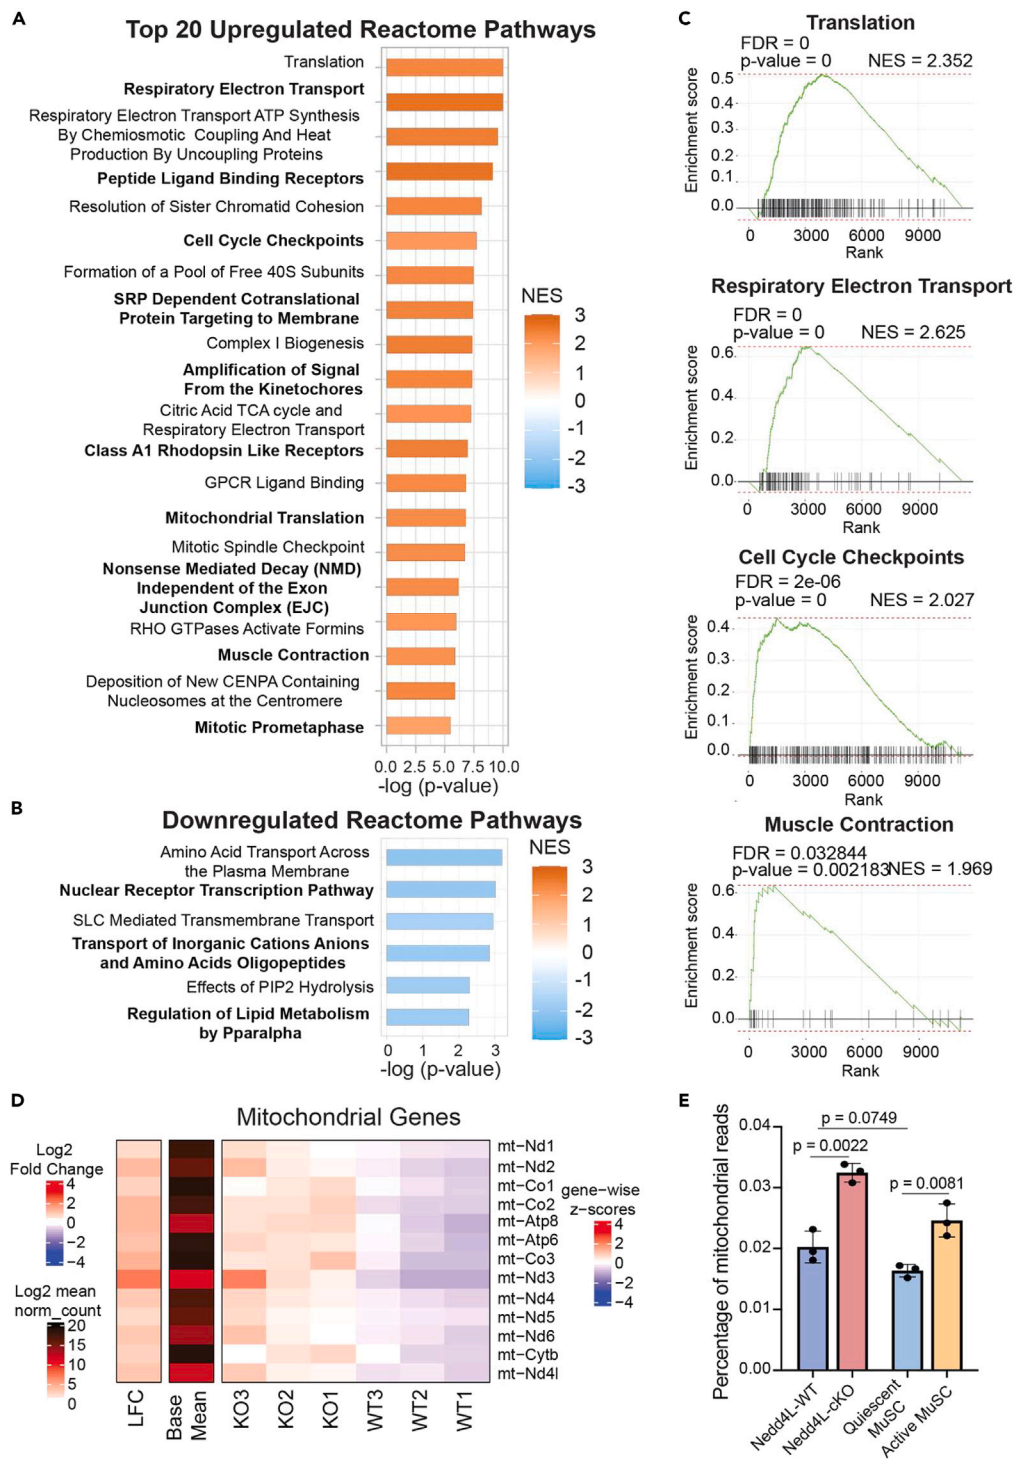 A
Top 20 Upregulated Reactome Pathways
Translation
Respiratory Electron Transport
Respiratory Electron Transport ATP Synthesis
By Chemiosmotic Coupling And Heat
Production By Uncoupling Proteins
Peptide Ligand Binding Receptors
Resolution of Sister Chromatid Cohesion
Cell Cycle Checkpoints
Formation of a Pool of Free 40S Subunits
SRP Dependent Cotranslational
Protein Targeting to Membrane
Complex I Biogenesis
Amplification of Signal
From the Kinetochores
Citric Acid TCA cycle and
Respiratory Electron Transport
Class A1 Rhodopsin Like Receptors
GPCR Ligand Binding
Mitochondrial Translation
Mitotic Spindle Checkpoint
Nonsense Mediated Decay (NMD)
Independent of the Exon
Junction Complex (EJC)
RHO GTPases Activate Formins
Muscle Contraction
Deposition of New CENPA Containing
Nucleosomes at the Centromere
Mitotic Prometaphase
0.0 2.5 5.0 7.5 10.0
-log (p-value)
NES
3
2
1
0
-1
-2
-3
B
Downregulated Reactome Pathways
Amino Acid Transport Across
the Plasma Membrane
Nuclear Receptor Transcription Pathway
SLC Mediated Transmembrane Transport
Transport of Inorganic Cations Anions
and Amino Acids Oligopeptides
Effects of PIP2 Hydrolysis
Regulation of Lipid Metabolism
by Pparalpha
0 1 2 3
-log (p-value)
NES
3
2
1
0
-1
-2
-3
C
Translation
FDR = 0
p-value = 0 NES = 2.352
Enrichment score
0.5
0.4
0.3
0.2
0.1
0.0
0 3000 6000 9000
Rank
Respiratory Electron Transport
FDR = 0
p-value = 0 NES = 2.625
Enrichment score
0.6
0.4
0.2
0.0
0 3000 6000 9000
Rank
Cell Cycle Checkpoints
FDR = 2e-06
p-value = 0 NES = 2.027
Enrichment score
0.4
0.3
0.2
0.1
0.0
0 3000 6000 9000
Rank
Muscle Contraction
FDR = 0.032844
p-value = 0.002183 NES = 1.969
Enrichment score
0.6
0.4
0.2
0.0
0 3000 6000 9000
Rank
D
Mitochondrial Genes
Log2
Fold Change
4
2
0
−2
−4
Log2 mean
norm_count
20
15
10
5
0
mt−Nd1
mt−Nd2
mt−Co1
mt−Co2
mt−Atp8
mt−Atp6
mt−Co3
mt−Nd3
mt−Nd4
mt−Nd5
mt−Nd6
mt−Cytb
mt−Nd4l
LFC
Base
Mean
KO3
KO2
KO1
WT3
WT2
WT1
gene−wise
z−scores
4
2
0
−2
−4
E
Percentage of mitochondrial reads
0.04
0.03
0.02
0.01
0.00
p = 0.0749
p = 0.0022
p = 0.0081
Nedd4L-WT
Nedd4L-cKO
Quiescent
MuSC
Active MuSC